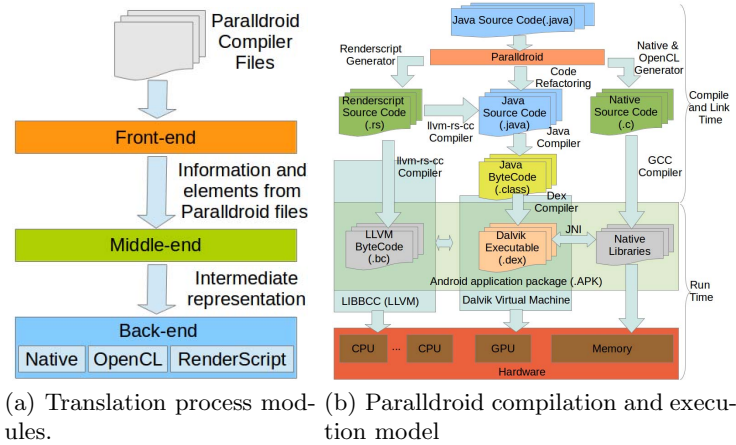 Paralldroid
Compiler
Files
Front-end
Information and
elements from
Paralldroid files
Middle-end
Intermediate
representation
Back-end
Native
OpenCL
RenderScript
(a) Translation process mod-
ules.
Java Source Code(.java)
Renderscript
Generator
Paralldroid
Native &
OpenCL
Generator
Code
Refactoring
Compile
and Link
Time
Renderscript
Source Code
(.rs)
llvm-rs-cc
Compiler
Java
Source Code
(.java)
Native
Source Code
(.c)
Java
Compiler
llvm-rs-cc
Compiler
Java
ByteCode
(.class)
GCC
Compiler
Dex
Compiler
LLVM
ByteCode
(.bc)
Dalvik
Executable
(.dex)
JNI
Native
Libraries
Android application package (.APK)
LIBBCC (LLVM)
Dalvik Virtual Machine
Run
Time
CPU
...
CPU
GPU
Memory
Hardware
(b) Paralldroid compilation and execu-
tion model